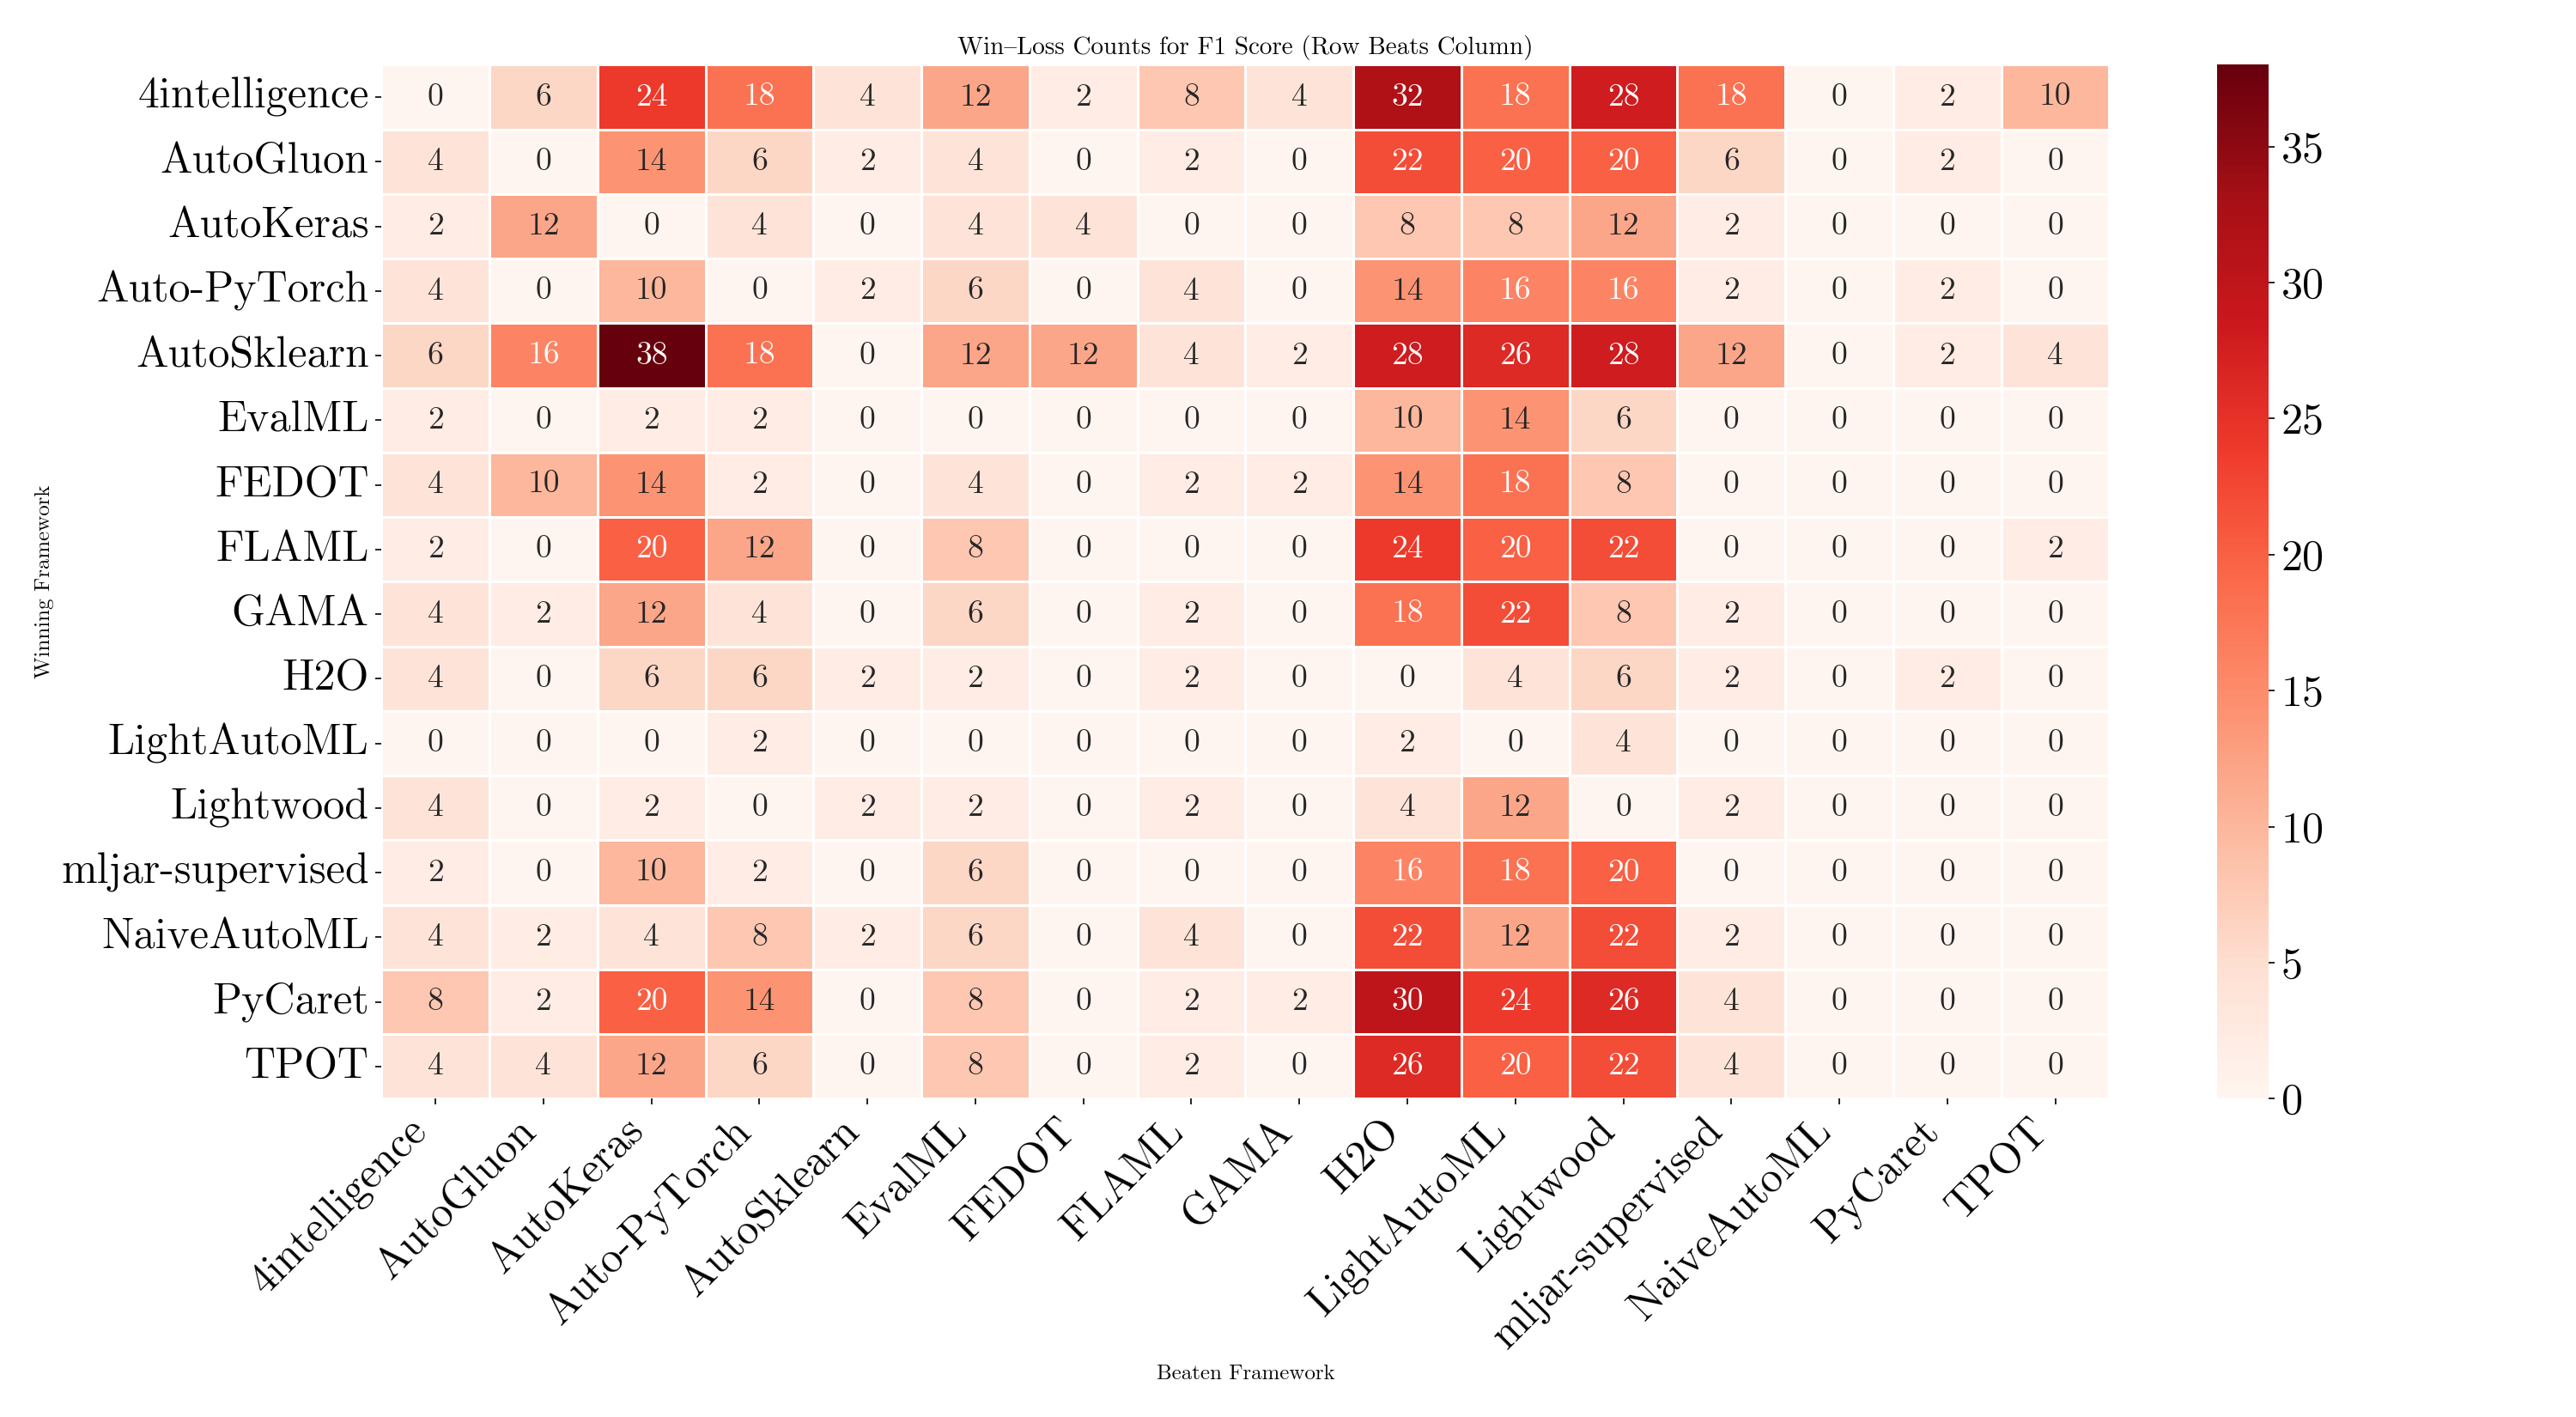 Win–Loss Counts for F1 Score (Row Beats Column)
4intelligence 0 6 24 18 4 12 2 8 4 32 18 28 18 0 2 10
AutoGluon 4 0 14 6 2 4 0 2 0 22 20 20 6 0 2 0
AutoKeras 2 12 0 4 0 4 4 0 0 8 8 12 2 0 0 0
Auto-PyTorch 4 0 10 0 2 6 0 4 0 14 16 16 2 0 2 0
AutoSklearn 6 16 38 18 0 12 12 4 2 28 26 28 12 0 2 4
EvalML 2 0 2 2 0 0 0 0 0 10 14 6 0 0 0 0
FEDOT 4 10 14 2 0 4 0 2 2 14 18 8 0 0 0 0
FLAML 2 0 20 12 0 8 0 0 0 24 20 22 0 0 0 2
GAMA 4 2 12 4 0 6 0 2 0 18 22 8 2 0 0 0
H2O 4 0 6 6 2 2 0 2 0 0 4 6 2 0 2 0
LightAutoML 0 0 0 2 0 0 0 0 0 2 0 4 0 0 0 0
Lightwood 4 0 2 0 2 2 0 2 0 4 12 0 2 0 0 0
mljar-supervised 2 0 10 2 0 6 0 0 0 16 18 20 0 0 0 0
NaiveAutoML 4 2 4 8 2 6 0 4 0 22 12 22 2 0 0 0
PyCaret 8 2 20 14 0 8 0 2 2 30 24 26 4 0 0 0
TPOT 4 4 12 6 0 8 0 2 0 26 20 22 4 0 0 0
Winning Framework
4intelligence
AutoGluon
AutoKeras
Auto-PyTorch
AutoSklearn
EvalML
FEDOT
FLAML
GAMA
H2O
LightAutoML
Lightwood
mljar-supervised
NaiveAutoML
PyCaret
TPOT
Beaten Framework
35
30
25
20
15
10
5
0